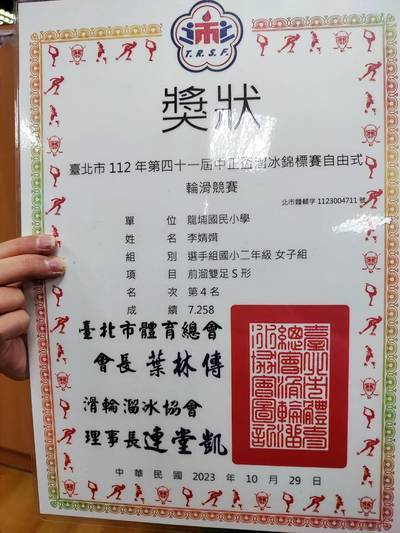 T.R.S.F.
獎狀
臺北市 112 年第四十一屆中正盃溜冰錦標賽自由式
輪滑競賽
北市體輔字 1123004711 號
單 位 龍埔國民小學
姓 名 李婧嬑
組 別 選手組國小二年級 女子組
項 目 前溜雙足 S 形
名 次 第 4 名
成 績 7.258
臺北市體育總會
會長 葉林傳
滑輪溜冰協會
理事長連堂凱
中 華 民 國 2023 年 10 月 29 日